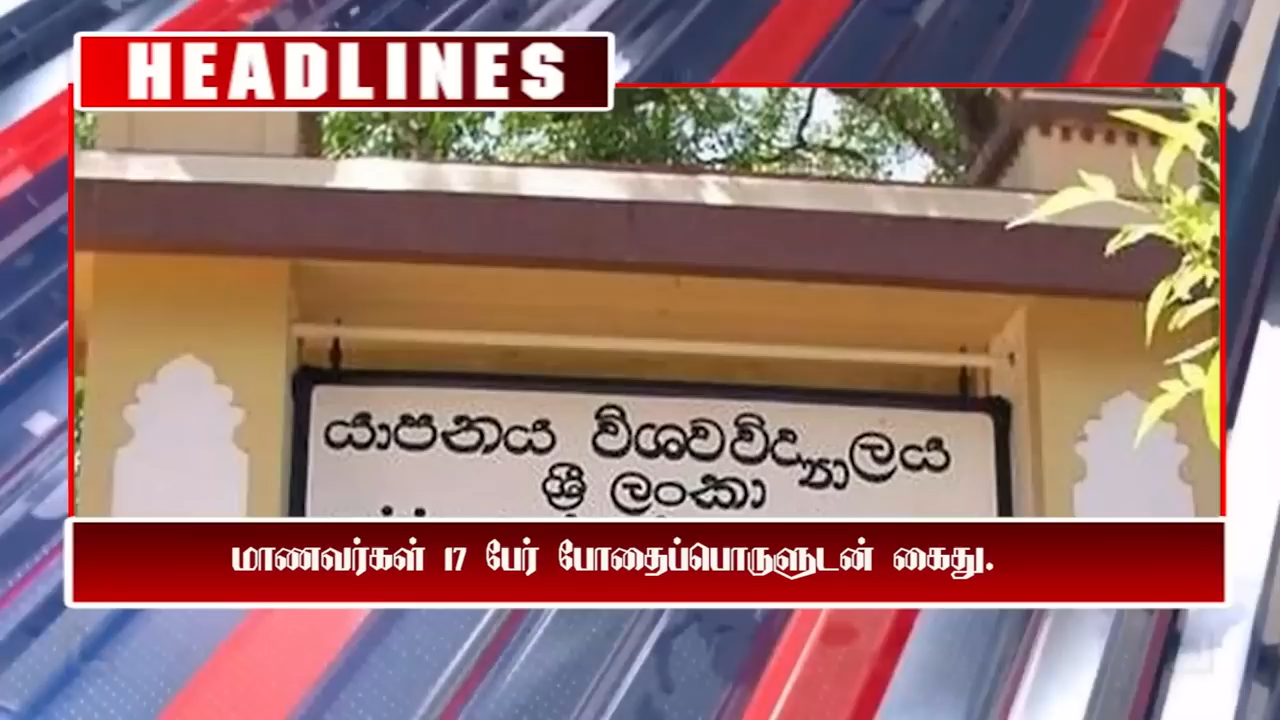 HEADLINES
යාපනය විශ්වවිද්‍යාලය
ශ්‍රී ලංකා
மாணவர்கள் 17 பேர் போதைப்பொருளுடன் கைது.